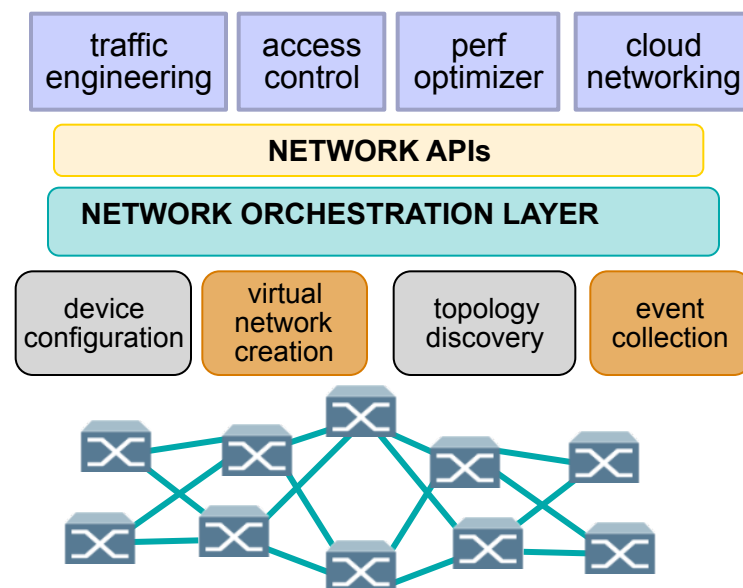 traffic
engineering
access
control
perf
optimizer
cloud
networking
NETWORK APIs
NETWORK ORCHESTRATION LAYER
device
configuration
virtual
network
creation
topology
discovery
event
collection